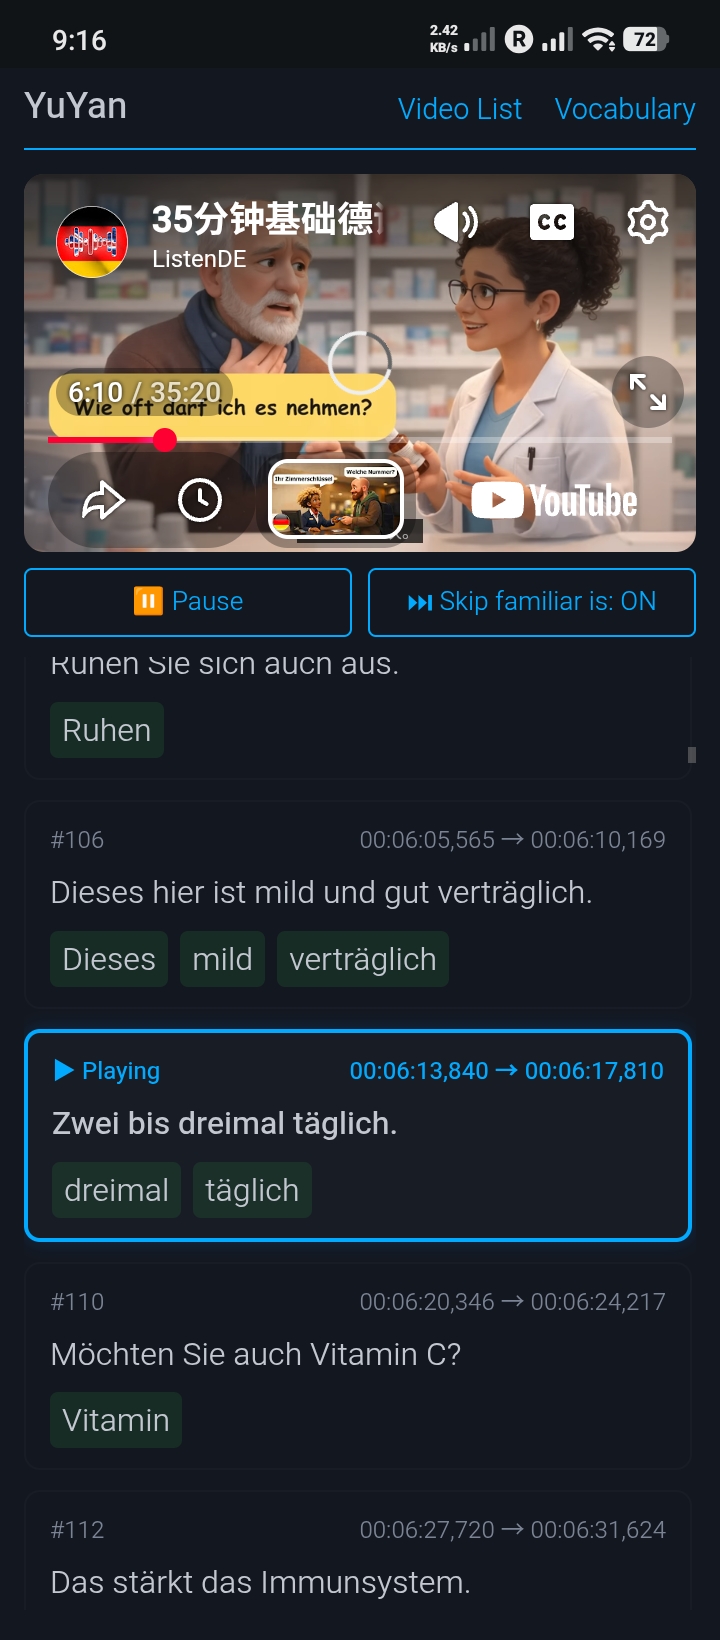 9:16
2.42
KB/s
R
72
YuYan
Video List
Vocabulary
35分钟基础德
CC
ListenDE
6:10 / 35:20
Wie oft darf ich es nehmen?
Ihr Zimmerschlüssel
Welche Nummer?
YouTube
Pause
Skip familiar is: ON
Ruhen Sie sich auch aus.
Ruhen
#106
00:06:05,565 → 00:06:10,169
Dieses hier ist mild und gut verträglich.
Dieses
mild
verträglich
Playing
00:06:13,840 → 00:06:17,810
Zwei bis dreimal täglich.
dreimal
täglich
#110
00:06:20,346 → 00:06:24,217
Möchten Sie auch Vitamin C?
Vitamin
#112
00:06:27,720 → 00:06:31,624
Das stärkt das Immunsystem.